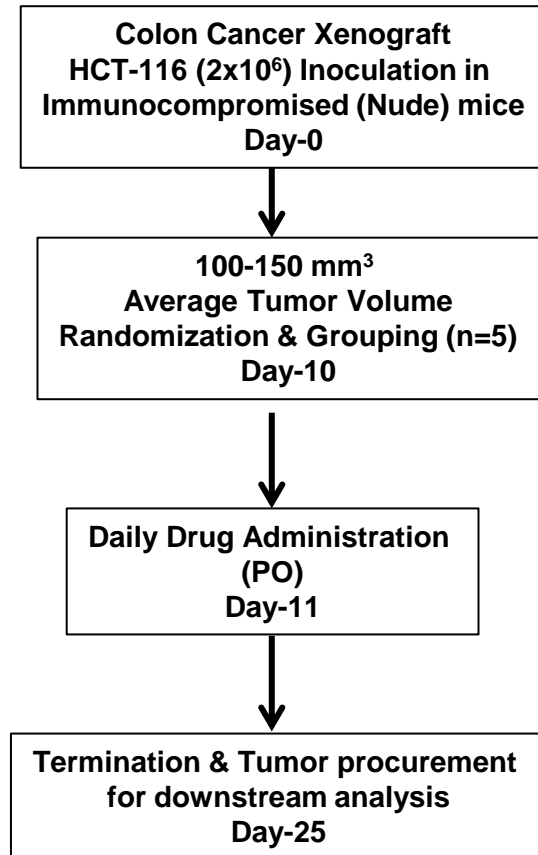 Colon Cancer Xenograft
HCT-116 (2x10⁶) Inoculation in
Immunocompromised (Nude) mice
Day-0
100-150 mm³
Average Tumor Volume
Randomization & Grouping (n=5)
Day-10
Daily Drug Administration
(PO)
Day-11
Termination & Tumor procurement
for downstream analysis
Day-25